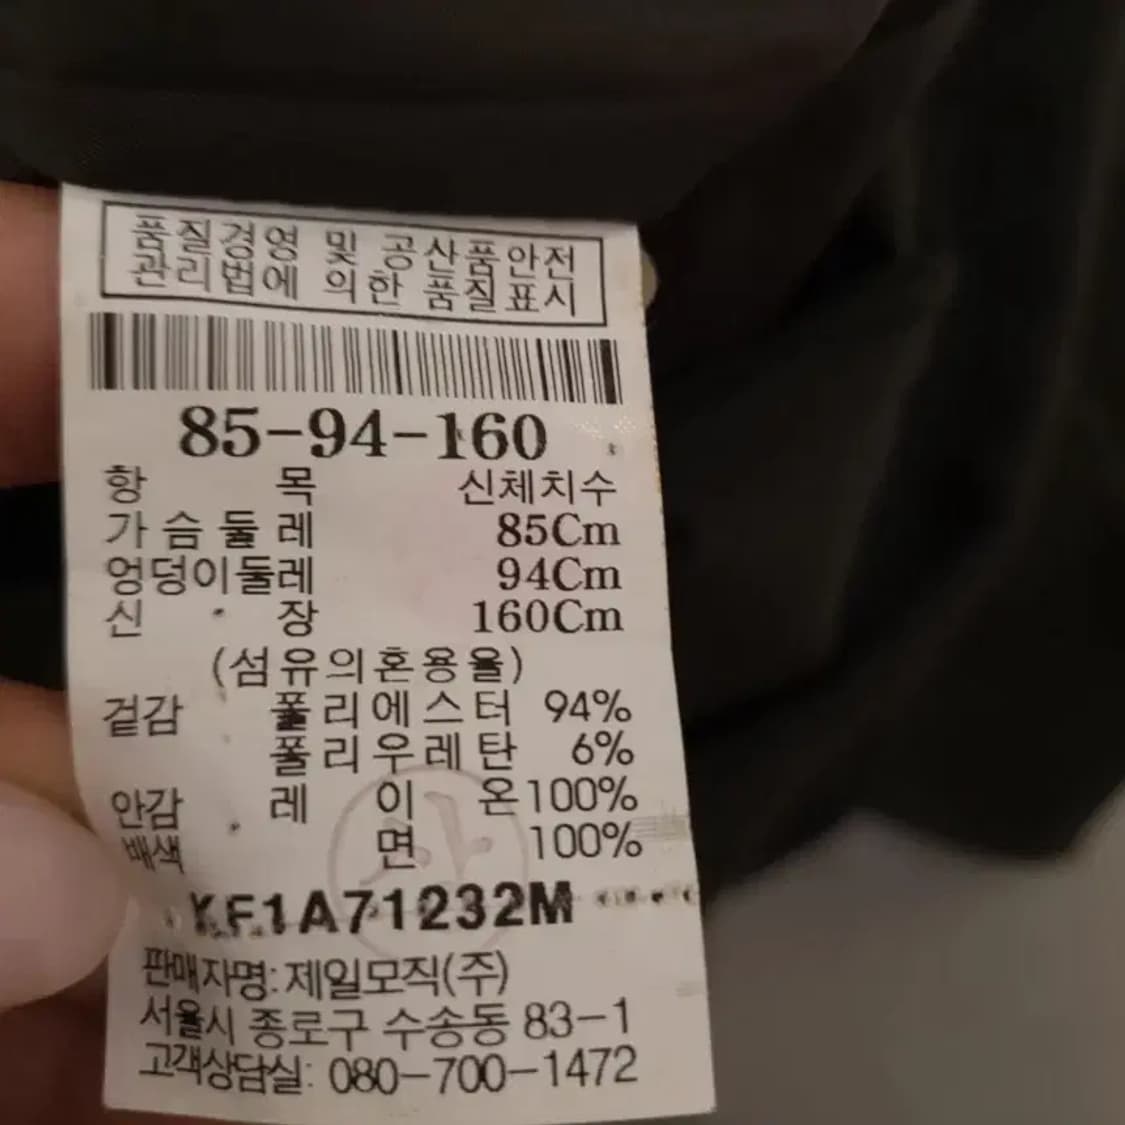 품질경영 및 공산품안전
관리법에 의한 품질표시
85-94-160
항 목 신체치수
가슴둘레 85Cm
엉덩이둘레 94Cm
신 장 160Cm
(섬유의혼용율)
겉감 폴리에스터 94%
폴리우레탄 6%
안감 레이온 100%
배색 면 100%
KF1A71232M
판매자명: 제일모직(주)
서울시 종로구 수송동 83-1
고객상담실: 080-700-1472